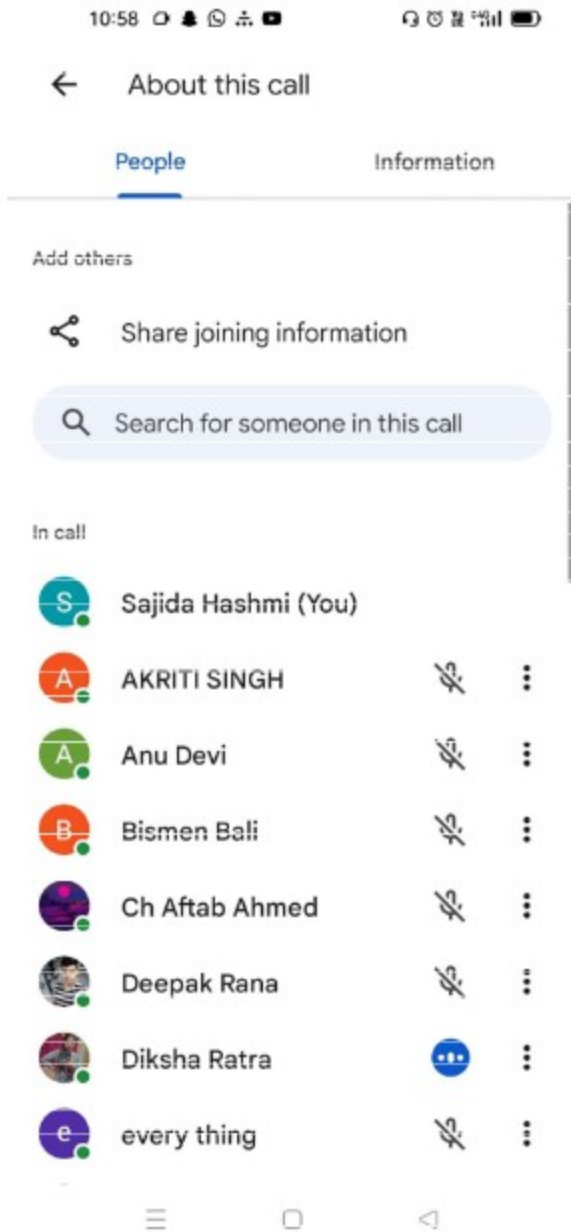 10:58
About this call
People Information
Add others
Share joining information
Search for someone in this call
In call
S Sajida Hashmi (You)
A AKRITI SINGH
A Anu Devi
B Bismen Bali
Ch Aftab Ahmed
Deepak Rana
Diksha Ratra
e every thing